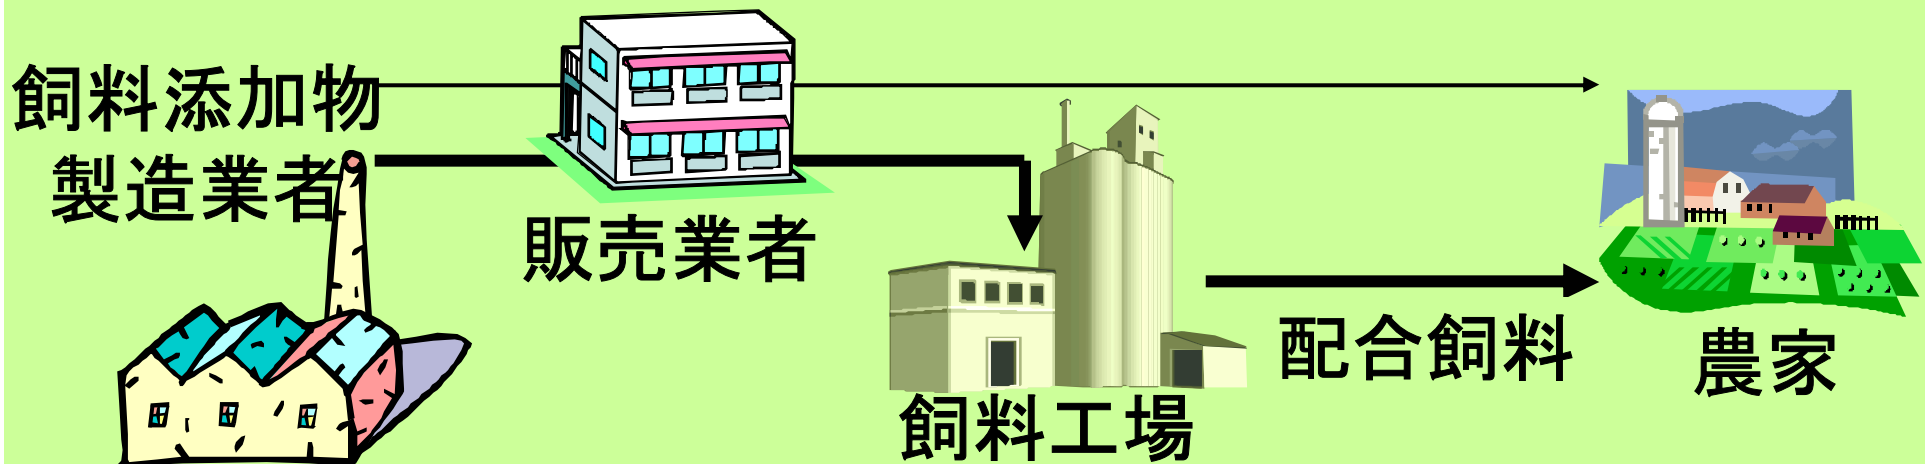 飼料添加物
製造業者
販売業者
飼料工場
配合飼料
農家